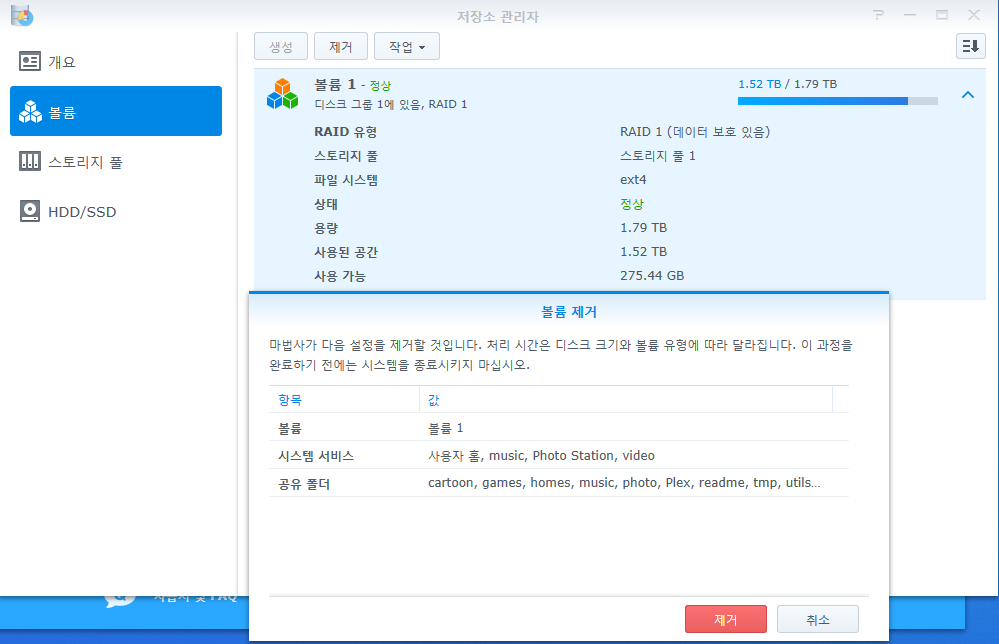 저장소 관리자
개요
볼륨
스토리지 풀
HDD/SSD
생성 제거 작업
볼륨 1 - 정상
디스크 그룹 1에 있음, RAID 1
1.52 TB / 1.79 TB
RAID 유형 RAID 1 (데이터 보호 있음)
스토리지 풀 스토리지 풀 1
파일 시스템 ext4
상태 정상
용량 1.79 TB
사용된 공간 1.52 TB
사용 가능 275.44 GB
볼륨 제거
마법사가 다음 설정을 제거할 것입니다. 처리 시간은 디스크 크기와 볼륨 유형에 따라 달라집니다. 이 과정을
완료하기 전에는 시스템을 종료시키지 마십시오.
항목 값
볼륨 볼륨 1
시스템 서비스 사용자 홈, music, Photo Station, video
공유 폴더 cartoon, games, homes, music, photo, Plex, readme, tmp, utils...
제거 취소